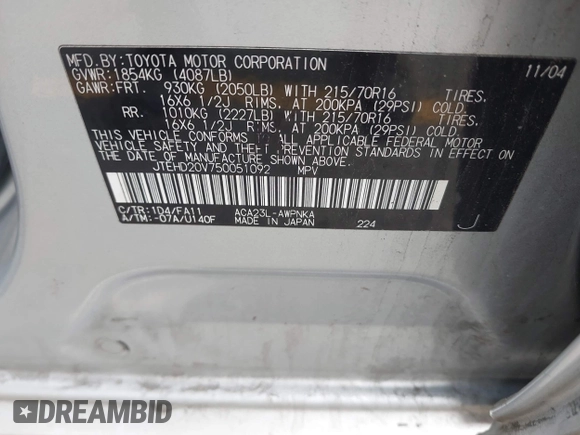 MFD.BY:TOYOTA MOTOR CORPORATION 11/04
GVWR:1854KG (4087LB)
GAWR:FRT. 930KG (2050LB) WITH 215/70R16 TIRES.
16X6 1/2J RIMS. AT 200KPA (29PSI) COLD.
RR. 1010KG (2227LB) WITH 215/70R16 TIRES.
16X6 1/2J RIMS. AT 200KPA (29PSI) COLD.
THIS VEHICLE CONFORMS TO ALL APPLICABLE FEDERAL MOTOR
VEHICLE SAFETY AND THEFT PREVENTION STANDARDS IN EFFECT
ON THE DATE OF MANUFACTURE SHOWN ABOVE.
JTEHD20V750051092 MPV
C/TR:1D4/FA11 ACA23L-AWPNKA 224 J
A/TM:-07A/U140F MADE IN JAPAN
DREAMBID